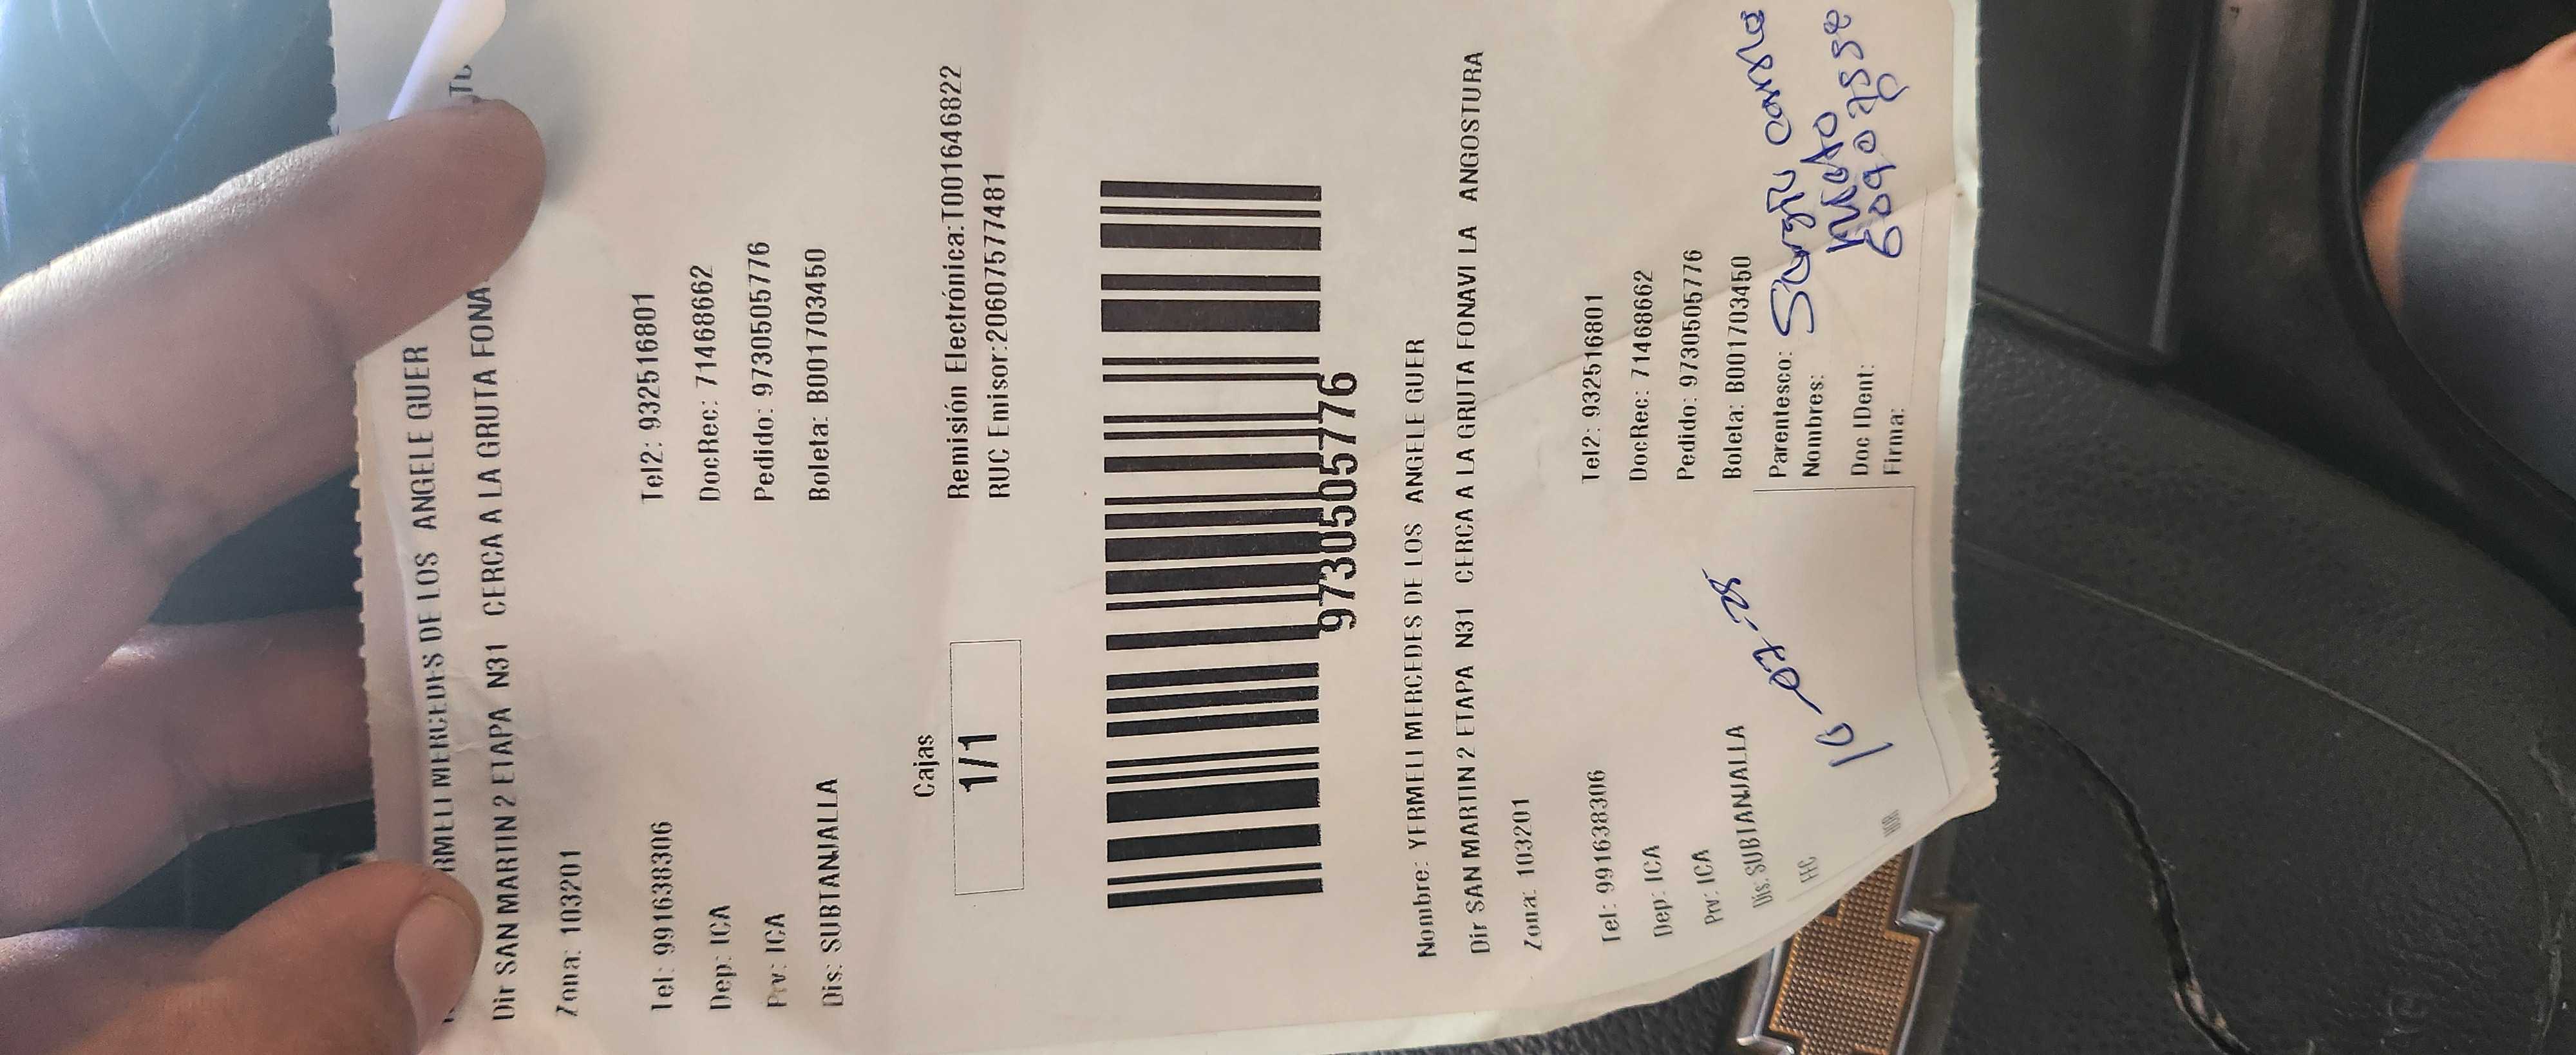 RMELI MERCEDES DE LOS ANGELE GUER
Dir SAN MARTIN 2 ETAPA N31 CERCA A LA GRUTA FONA
Zona: 103201
Tel: 991638306 Tel2: 932516801
Dep: ICA DocRec: 71468662
Prv: ICA Pedido: 9730505776
Dis: SUBTANJALLA Boleta: B001703450
Cajas
1/1
Remisión Electrónica:T001646822
RUC Emisor:20607577481
9730505776
Nombre: YERMELI MERCEDES DE LOS ANGELE GUER
Dir SAN MARTIN 2 ETAPA N31 CERCA A LA GRUTA FONAVI LA ANGOSTURA
Zona: 103201
Tel: 991638306 Tel2: 932516801
Dep: ICA DocRec: 71468662
Prv: ICA Pedido: 9730505776
Dis: SUBTANJALLA Boleta: B001703450
Parentesco:
Nombres:
Doc IDent:
Firma:
FEC HOR